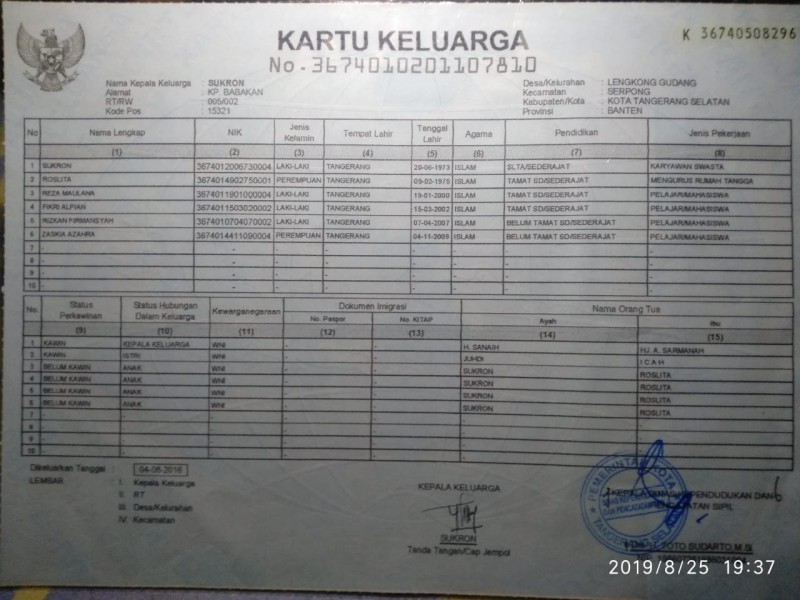 KARTU KELUARGA
No. 3674010201107810
K 36740508296
Nama Kepala Keluarga : SUKRON
Alamat : KP. BABAKAN
RT/RW : 005/002
Kode Pos : 15321
Desa/Kelurahan : LENGKONG GUDANG
Kecamatan : SERPONG
Kabupaten/Kota : KOTA TANGERANG SELATAN
Provinsi : BANTEN
No Nama Lengkap NIK Jenis Kelamin Tempat Lahir Tanggal Lahir Agama Pendidikan Jenis Pekerjaan
(1) (2) (3) (4) (5) (6) (7) (8)
1 SUKRON 3674012006730004 LAKI-LAKI TANGERANG 20-06-1973 ISLAM SLTA/SEDERAJAT KARYAWAN SWASTA
2 ROSLITA 3674014902750001 PEREMPUAN TANGERANG 09-02-1975 ISLAM TAMAT SD/SEDERAJAT MENGURUS RUMAH TANGGA
3 REZA MAULANA 3674011901000004 LAKI-LAKI TANGERANG 19-01-2000 ISLAM TAMAT SD/SEDERAJAT PELAJAR/MAHASISWA
4 FIKRI ALFIAN 3674011503020002 LAKI-LAKI TANGERANG 15-03-2002 ISLAM TAMAT SD/SEDERAJAT PELAJAR/MAHASISWA
5 RIZKAN FIRMANSYAH 3674010704070002 LAKI-LAKI TANGERANG 07-04-2007 ISLAM BELUM TAMAT SD/SEDERAJAT PELAJAR/MAHASISWA
6 ZASKIA AZAHRA 3674014411090004 PEREMPUAN TANGERANG 04-11-2009 ISLAM BELUM TAMAT SD/SEDERAJAT PELAJAR/MAHASISWA
7 - - - - - - -
8 - - - - - - -
9 - - - - - - -
10 - - - - - - -
No. Status Perkawinan Status Hubungan Dalam Keluarga Kewarganegaraan Dokumen Imigrasi Nama Orang Tua
No. Paspor No. KITAP Ayah Ibu
(9) (10) (11) (12) (13) (14) (15)
1 KAWIN KEPALA KELUARGA WNI - - H. SANAIH HJ. A. SARMANAH
2 KAWIN ISTRI WNI - - JUHDI I C A H
3 BELUM KAWIN ANAK WNI - - SUKRON ROSLITA
4 BELUM KAWIN ANAK WNI - - SUKRON ROSLITA
5 BELUM KAWIN ANAK WNI - - SUKRON ROSLITA
6 BELUM KAWIN ANAK WNI - - SUKRON ROSLITA
7 - - - - - - -
8 - - - - - - -
9 - - - - - - -
10 - - - - - - -
Dikeluarkan Tanggal : 04-08-2016
LEMBAR : I. Kepala Keluarga
II. RT
III. Desa/Kelurahan
IV. Kecamatan
KEPALA KELUARGA
SUKRON
Tanda Tangan/Cap Jempol
PEMERINTAH KOTA
TANGERANG SELATAN
KEPALA DINAS KEPENDUDUKAN DAN
PENCATATAN SIPIL
TOTO SUDARTO, M.Si
2019/8/25 19:37